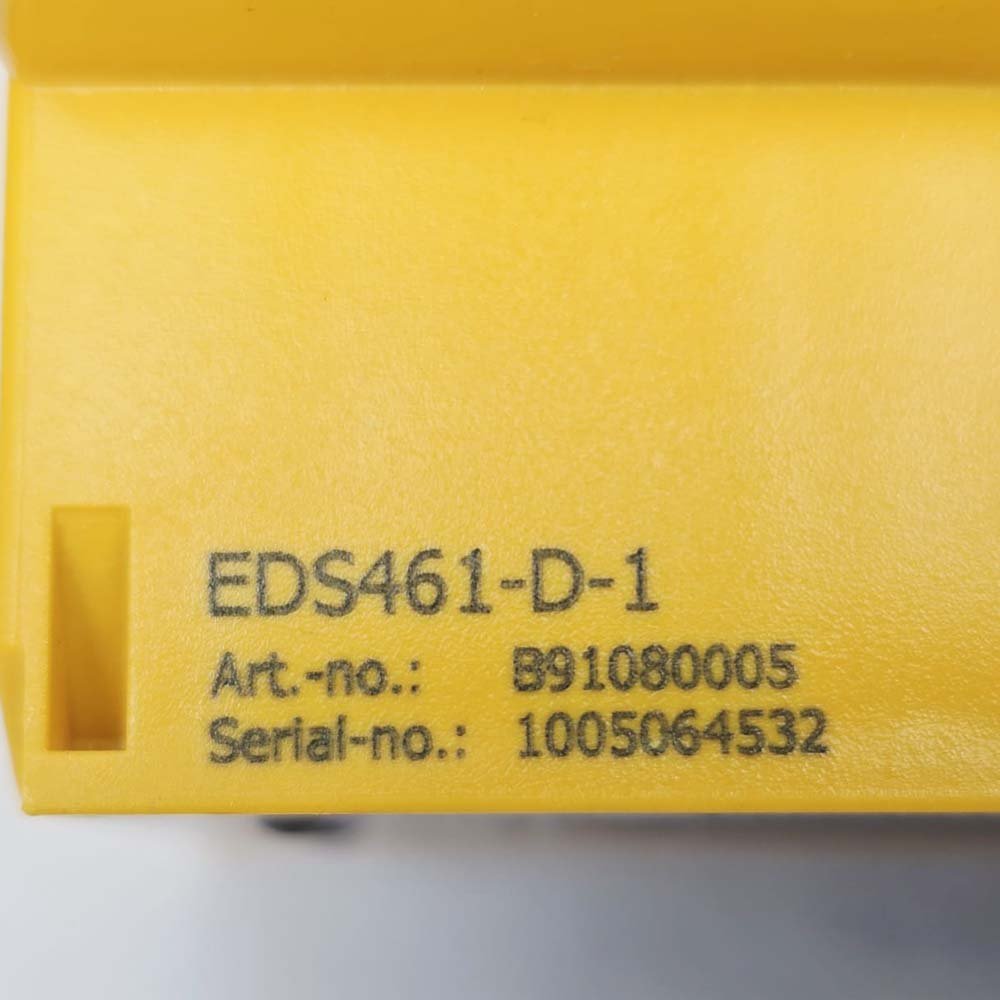 EDS461-D-1
Art.-no.: B91080005
Serial-no.: 1005064532